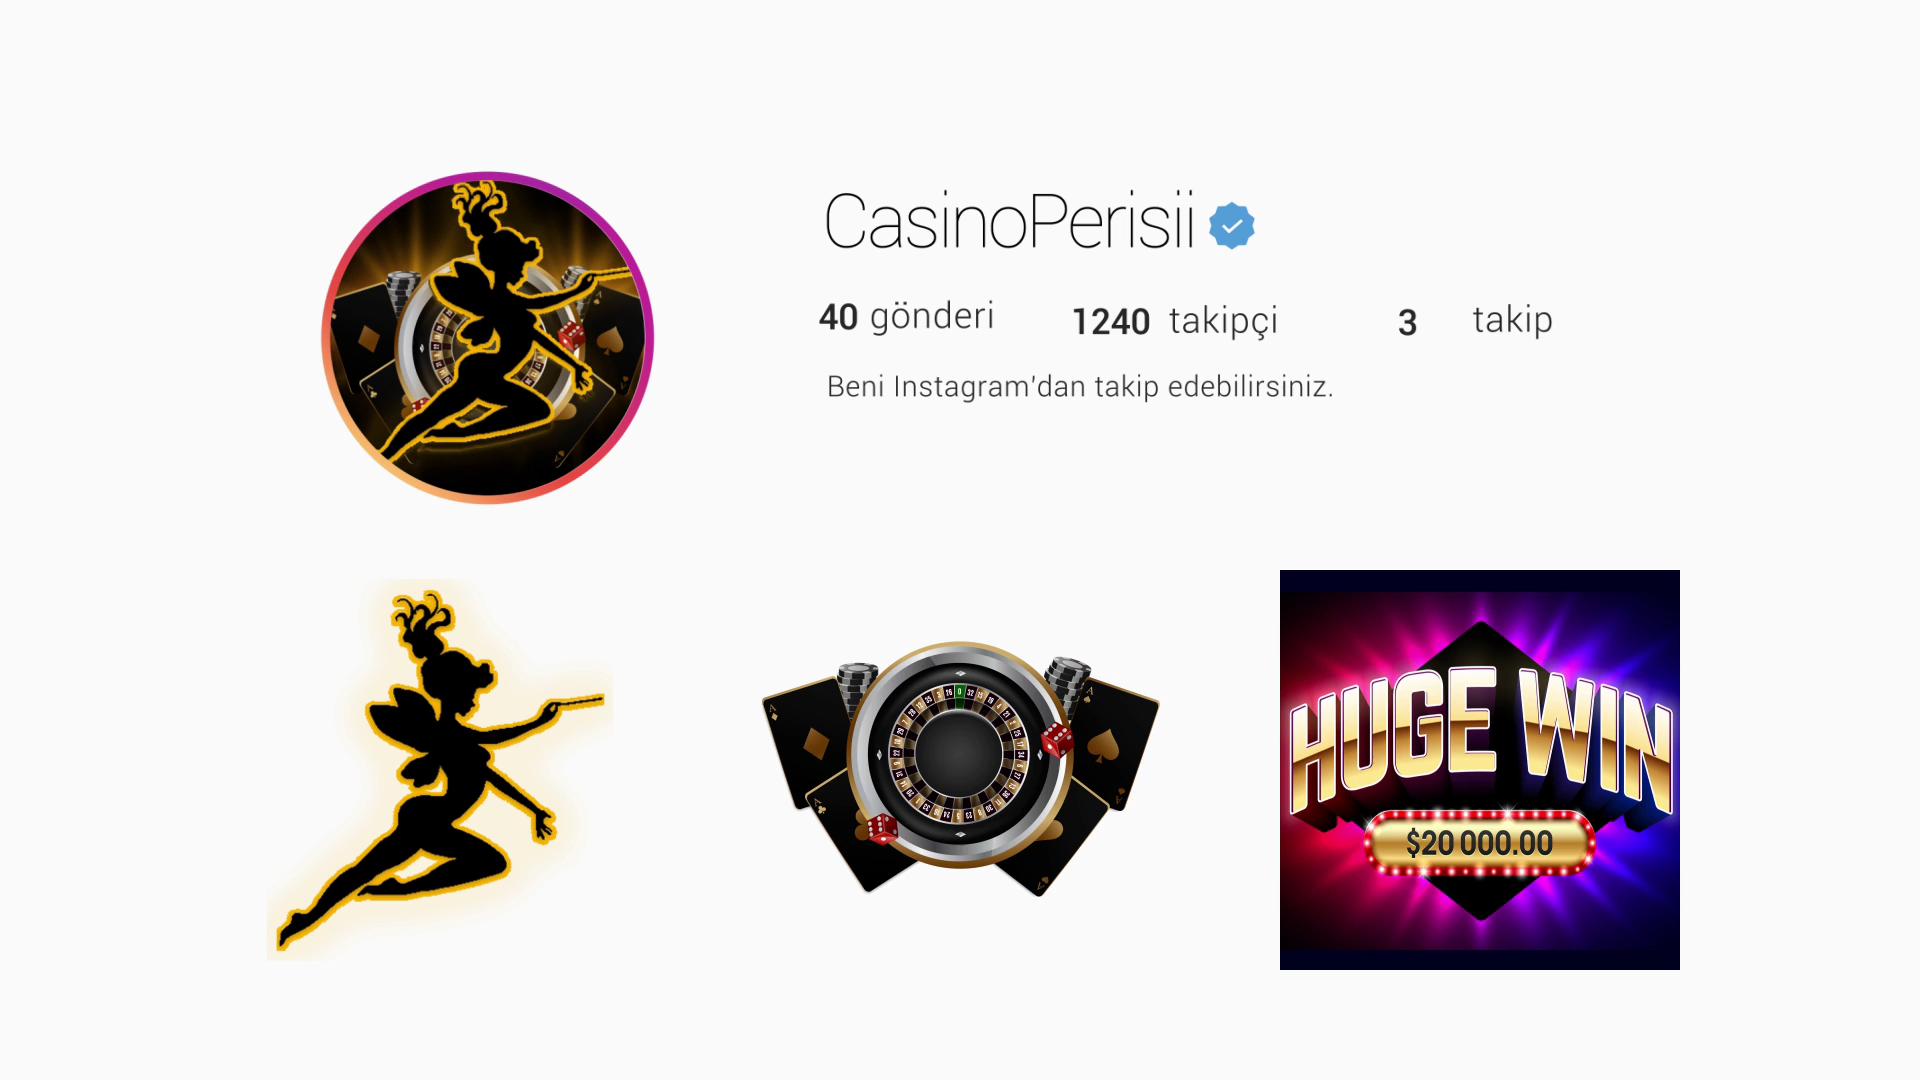 CasinoPerisii
40 gönderi 1240 takipçi 3 takip
Beni Instagram'dan takip edebilirsiniz.
HUGE WIN
$20 000.00